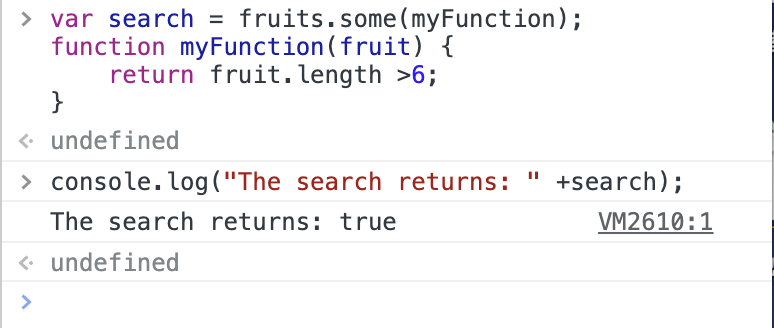 > var search = fruits.some(myFunction);
function myFunction(fruit) {
    return fruit.length >6;
}
undefined
> console.log("The search returns: " +search);
The search returns: true VM2610:1
undefined
>